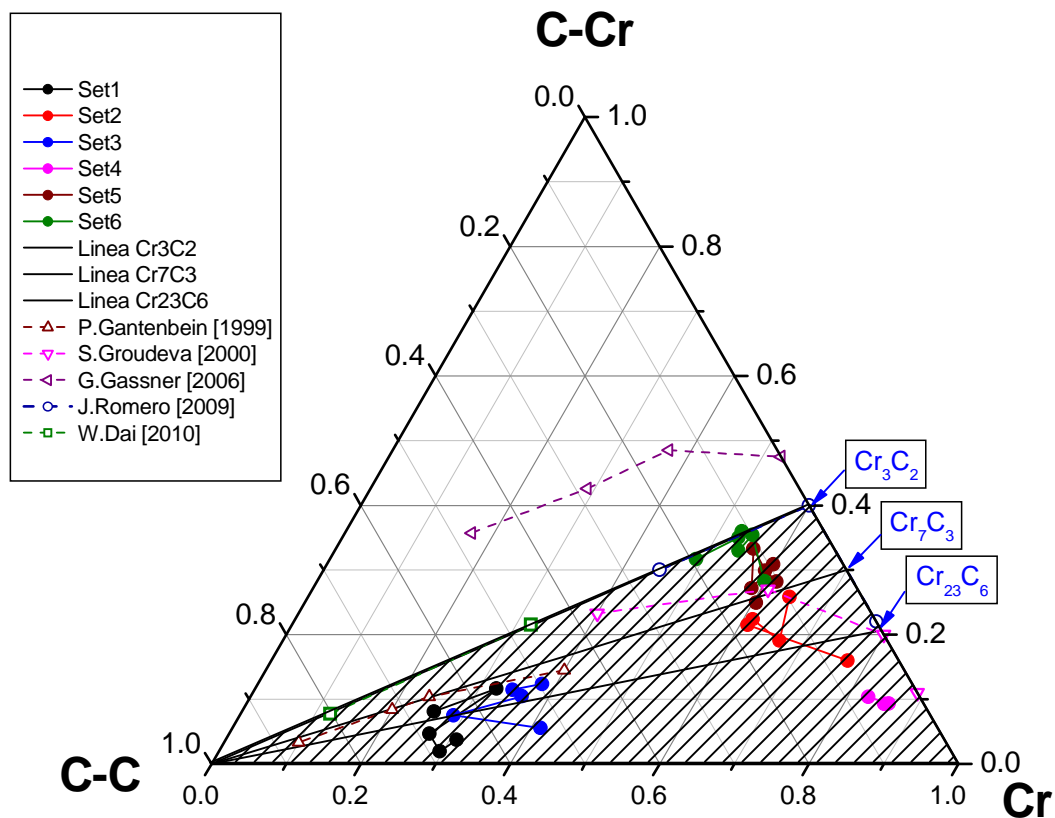 C-Cr
Set1
Set2
Set3
Set4
Set5
Set6
Linea Cr3C2
Linea Cr7C3
Linea Cr23C6
P.Gantenbein [1999]
S.Groudeva [2000]
G.Gassner [2006]
J.Romero [2009]
W.Dai [2010]
0.0
1.0
0.2
0.8
0.4
0.6
Cr3C2
0.6
0.4
Cr7C3
Cr23C6
0.8
0.2
1.0
0.0
C-C
Cr
0.0
0.2
0.4
0.6
0.8
1.0